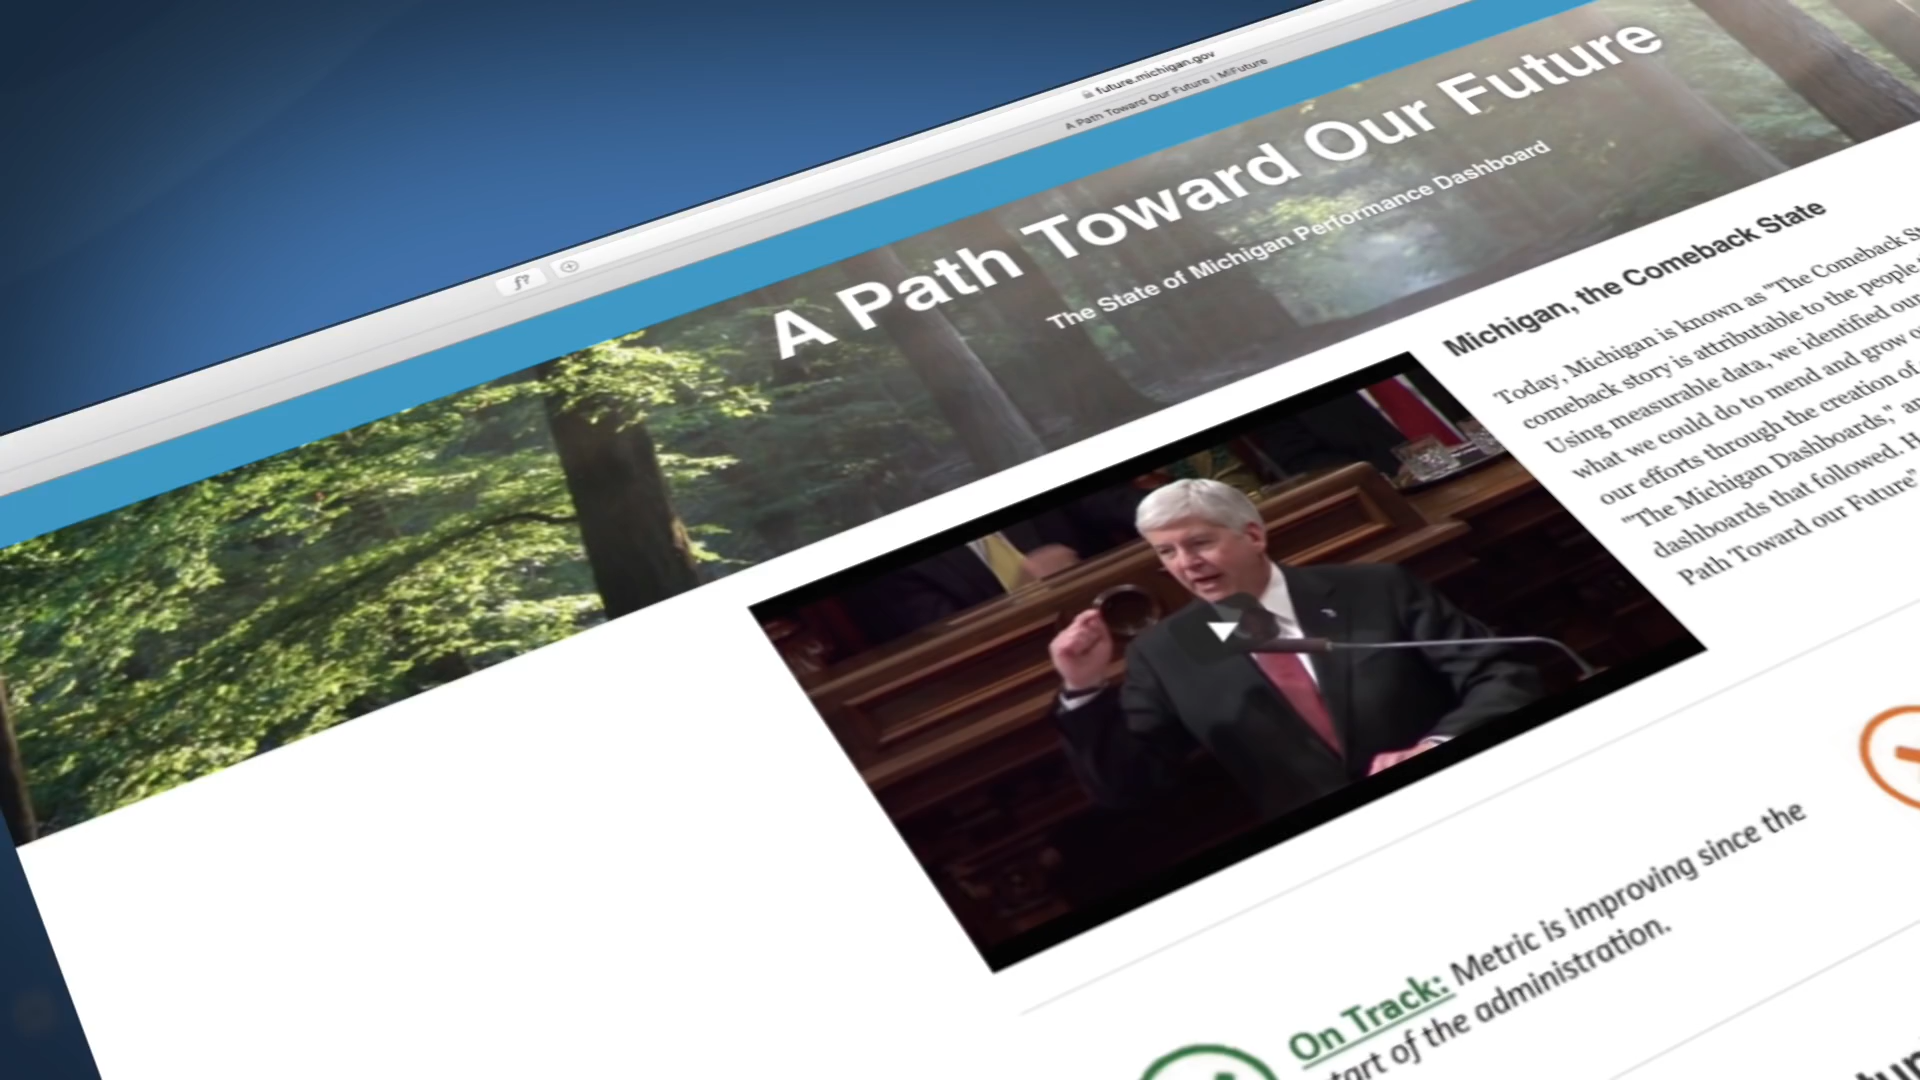 future.michigan.gov
A Path Toward Our Future | MiFuture
f?
A Path Toward Our Future
The State of Michigan Performance Dashboard
Michigan, the Comeback State
Today, Michigan is known as "The Comeback St
comeback story is attributable to the people
Using measurable data, we identified our
what we could do to mend and grow o
our efforts through the creation of
"The Michigan Dashboards," an
dashboards that followed. H
Path Toward our Future"
On Track: Metric is improving since the
tart of the administration.